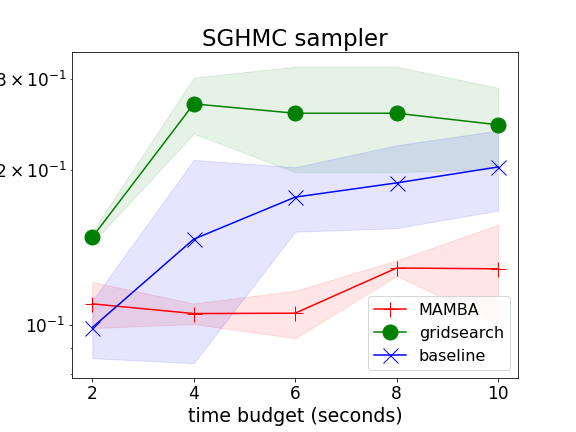 SGHMC sampler
3 × 10⁻¹
2 × 10⁻¹
10⁻¹
2 4 6 8 10
time budget (seconds)
MAMBA
gridsearch
baseline